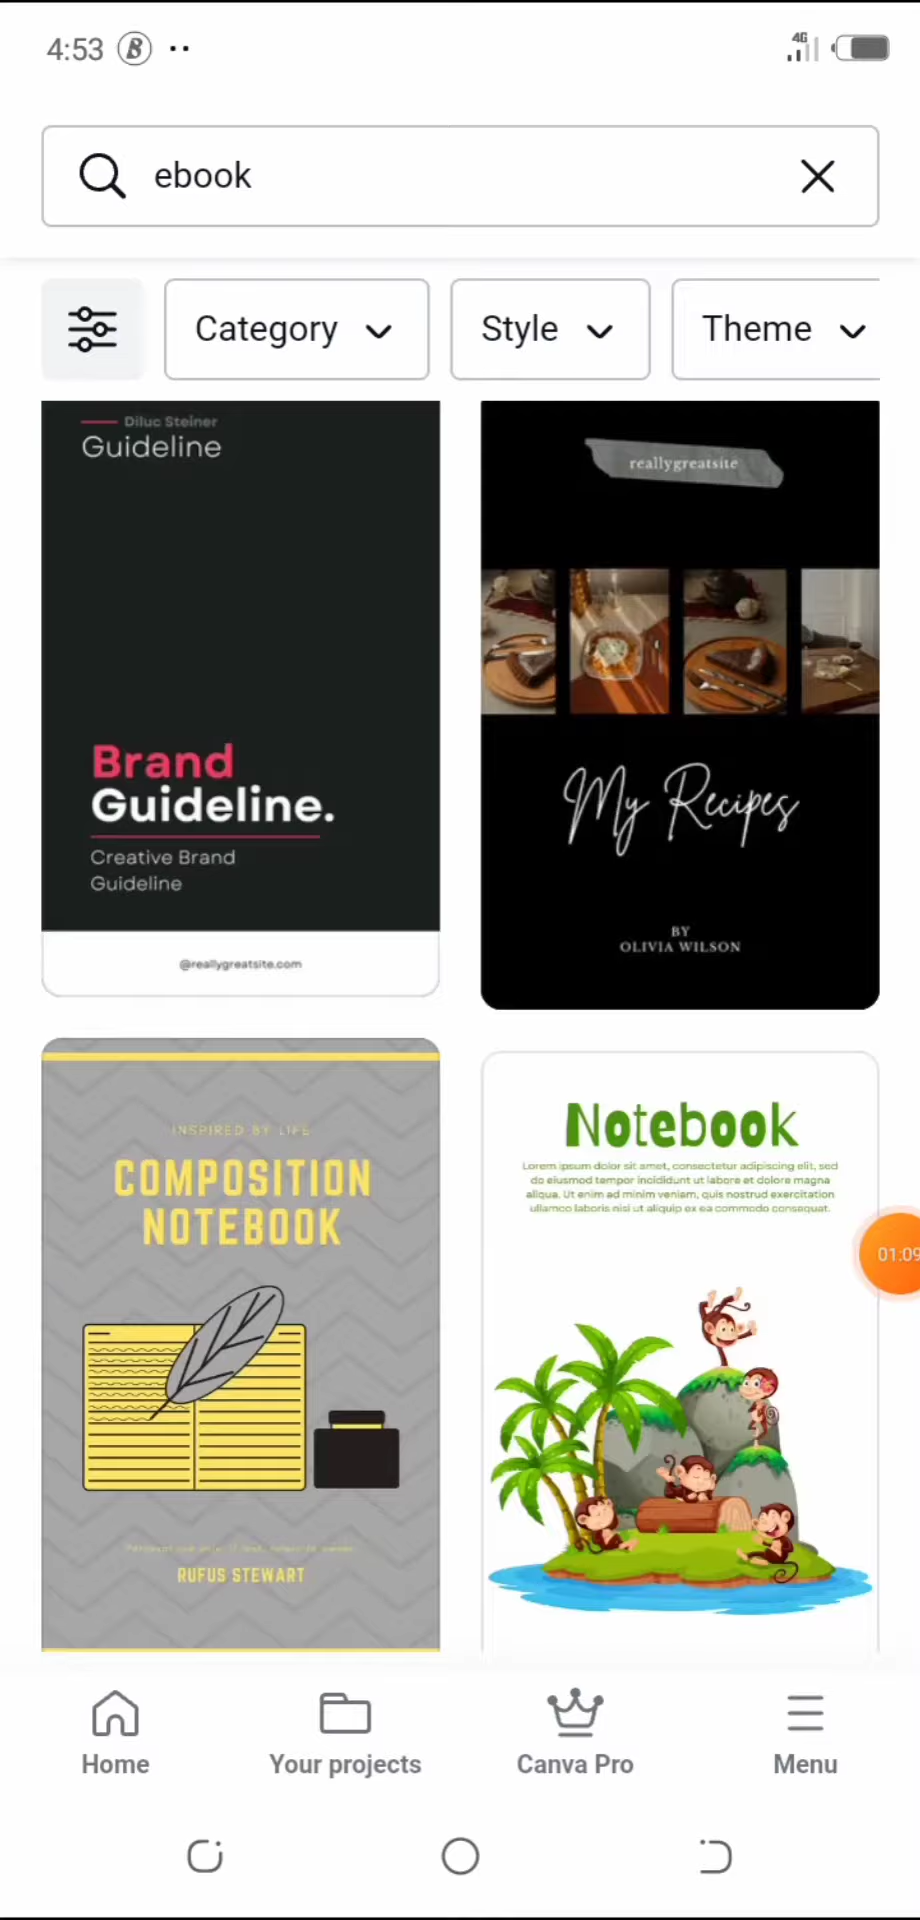 4:53
4G
ebook
Category
Style
Theme
Diluc Steiner
Guideline
Brand
Guideline.
Creative Brand
Guideline
@reallygreatsite.com
reallygreatsite
My Recipes
BY
OLIVIA WILSON
INSPIRED BY LIFE
COMPOSITION
NOTEBOOK
RUFUS STEWART
Notebook
Lorem ipsum dolor sit amet, consectetur adipiscing elit, sed
do eiusmod tempor incididunt ut labore et dolore magna
aliqua. Ut enim ad minim veniam, quis nostrud exercitation
ullamco laboris nisi ut aliquip ex ea commodo consequat.
01:09
Home
Your projects
Canva Pro
Menu